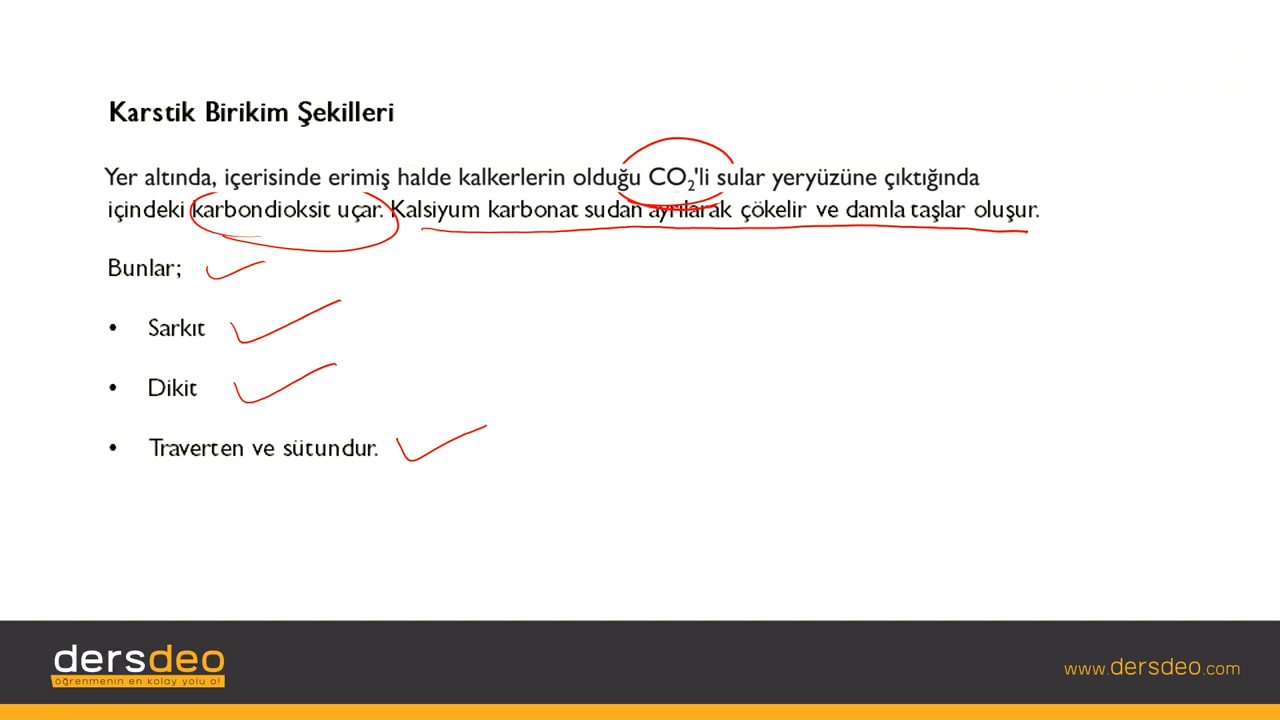 Karstik Birikim Şekilleri
Yer altında, içerisinde erimiş halde kalkerlerin olduğu CO₂'li sular yeryüzüne çıktığında
içindeki karbondioksit uçar. Kalsiyum karbonat sudan ayrılarak çökelir ve damla taşlar oluşur.
Bunlar;
• Sarkıt
• Dikit
• Traverten ve sütundur.
dersdeo
öğrenmenin en kolay yolu o!
www.dersdeo.com